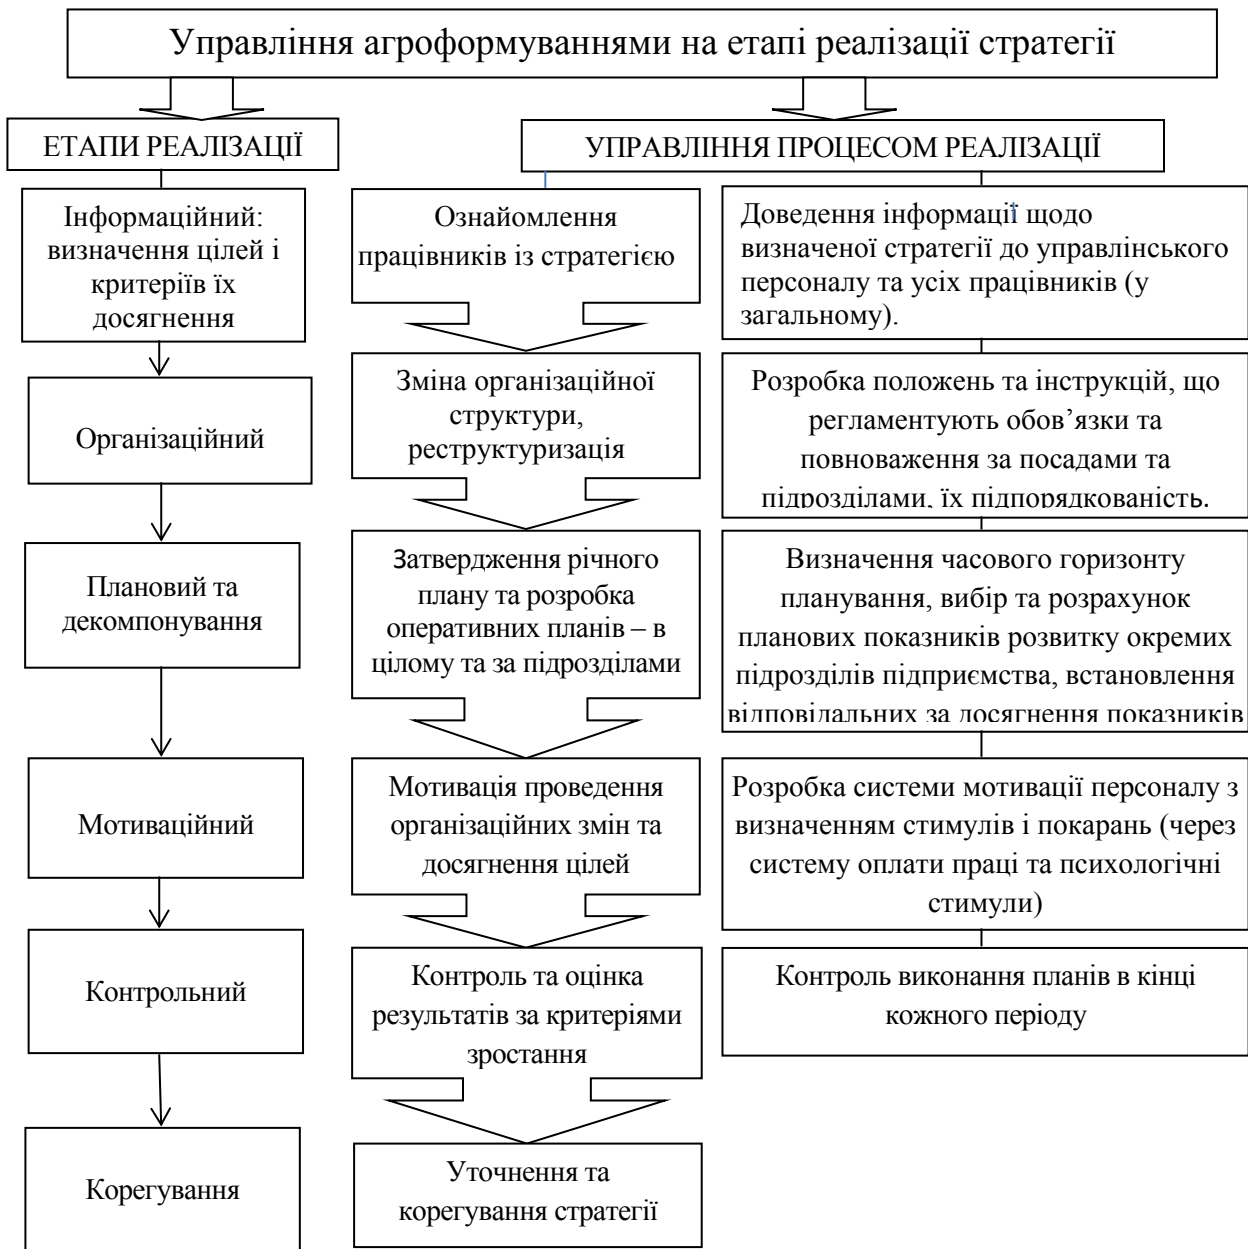 Управління агроформуваннями на етапі реалізації стратегії
ЕТАПИ РЕАЛІЗАЦІЇ
УПРАВЛІННЯ ПРОЦЕСОМ РЕАЛІЗАЦІЇ
Інформаційний:
визначення цілей і
критеріїв їх
досягнення
Ознайомлення
працівників із стратегією
Доведення інформації щодо
визначеної стратегії до управлінського
персоналу та усіх працівників (у
загальному).
Організаційний
Зміна організаційної
структури,
реструктуризація
Розробка положень та інструкцій, що
регламентують обов’язки та
повноваження за посадами та
підрозділами, їх підпорядкованість.
Плановий та
декомпонування
Затвердження річного
плану та розробка
оперативних планів – в
цілому та за підрозділами
Визначення часового горизонту
планування, вибір та розрахунок
планових показників розвитку окремих
підрозділів підприємства, встановлення
відповідальних за досягнення показників
Мотиваційний
Мотивація проведення
організаційних змін та
досягнення цілей
Розробка системи мотивації персоналу з
визначенням стимулів і покарань (через
систему оплати праці та психологічні
стимули)
Контрольний
Контроль та оцінка
результатів за критеріями
зростання
Контроль виконання планів в кінці
кожного періоду
Корегування
Уточнення та
корегування стратегії